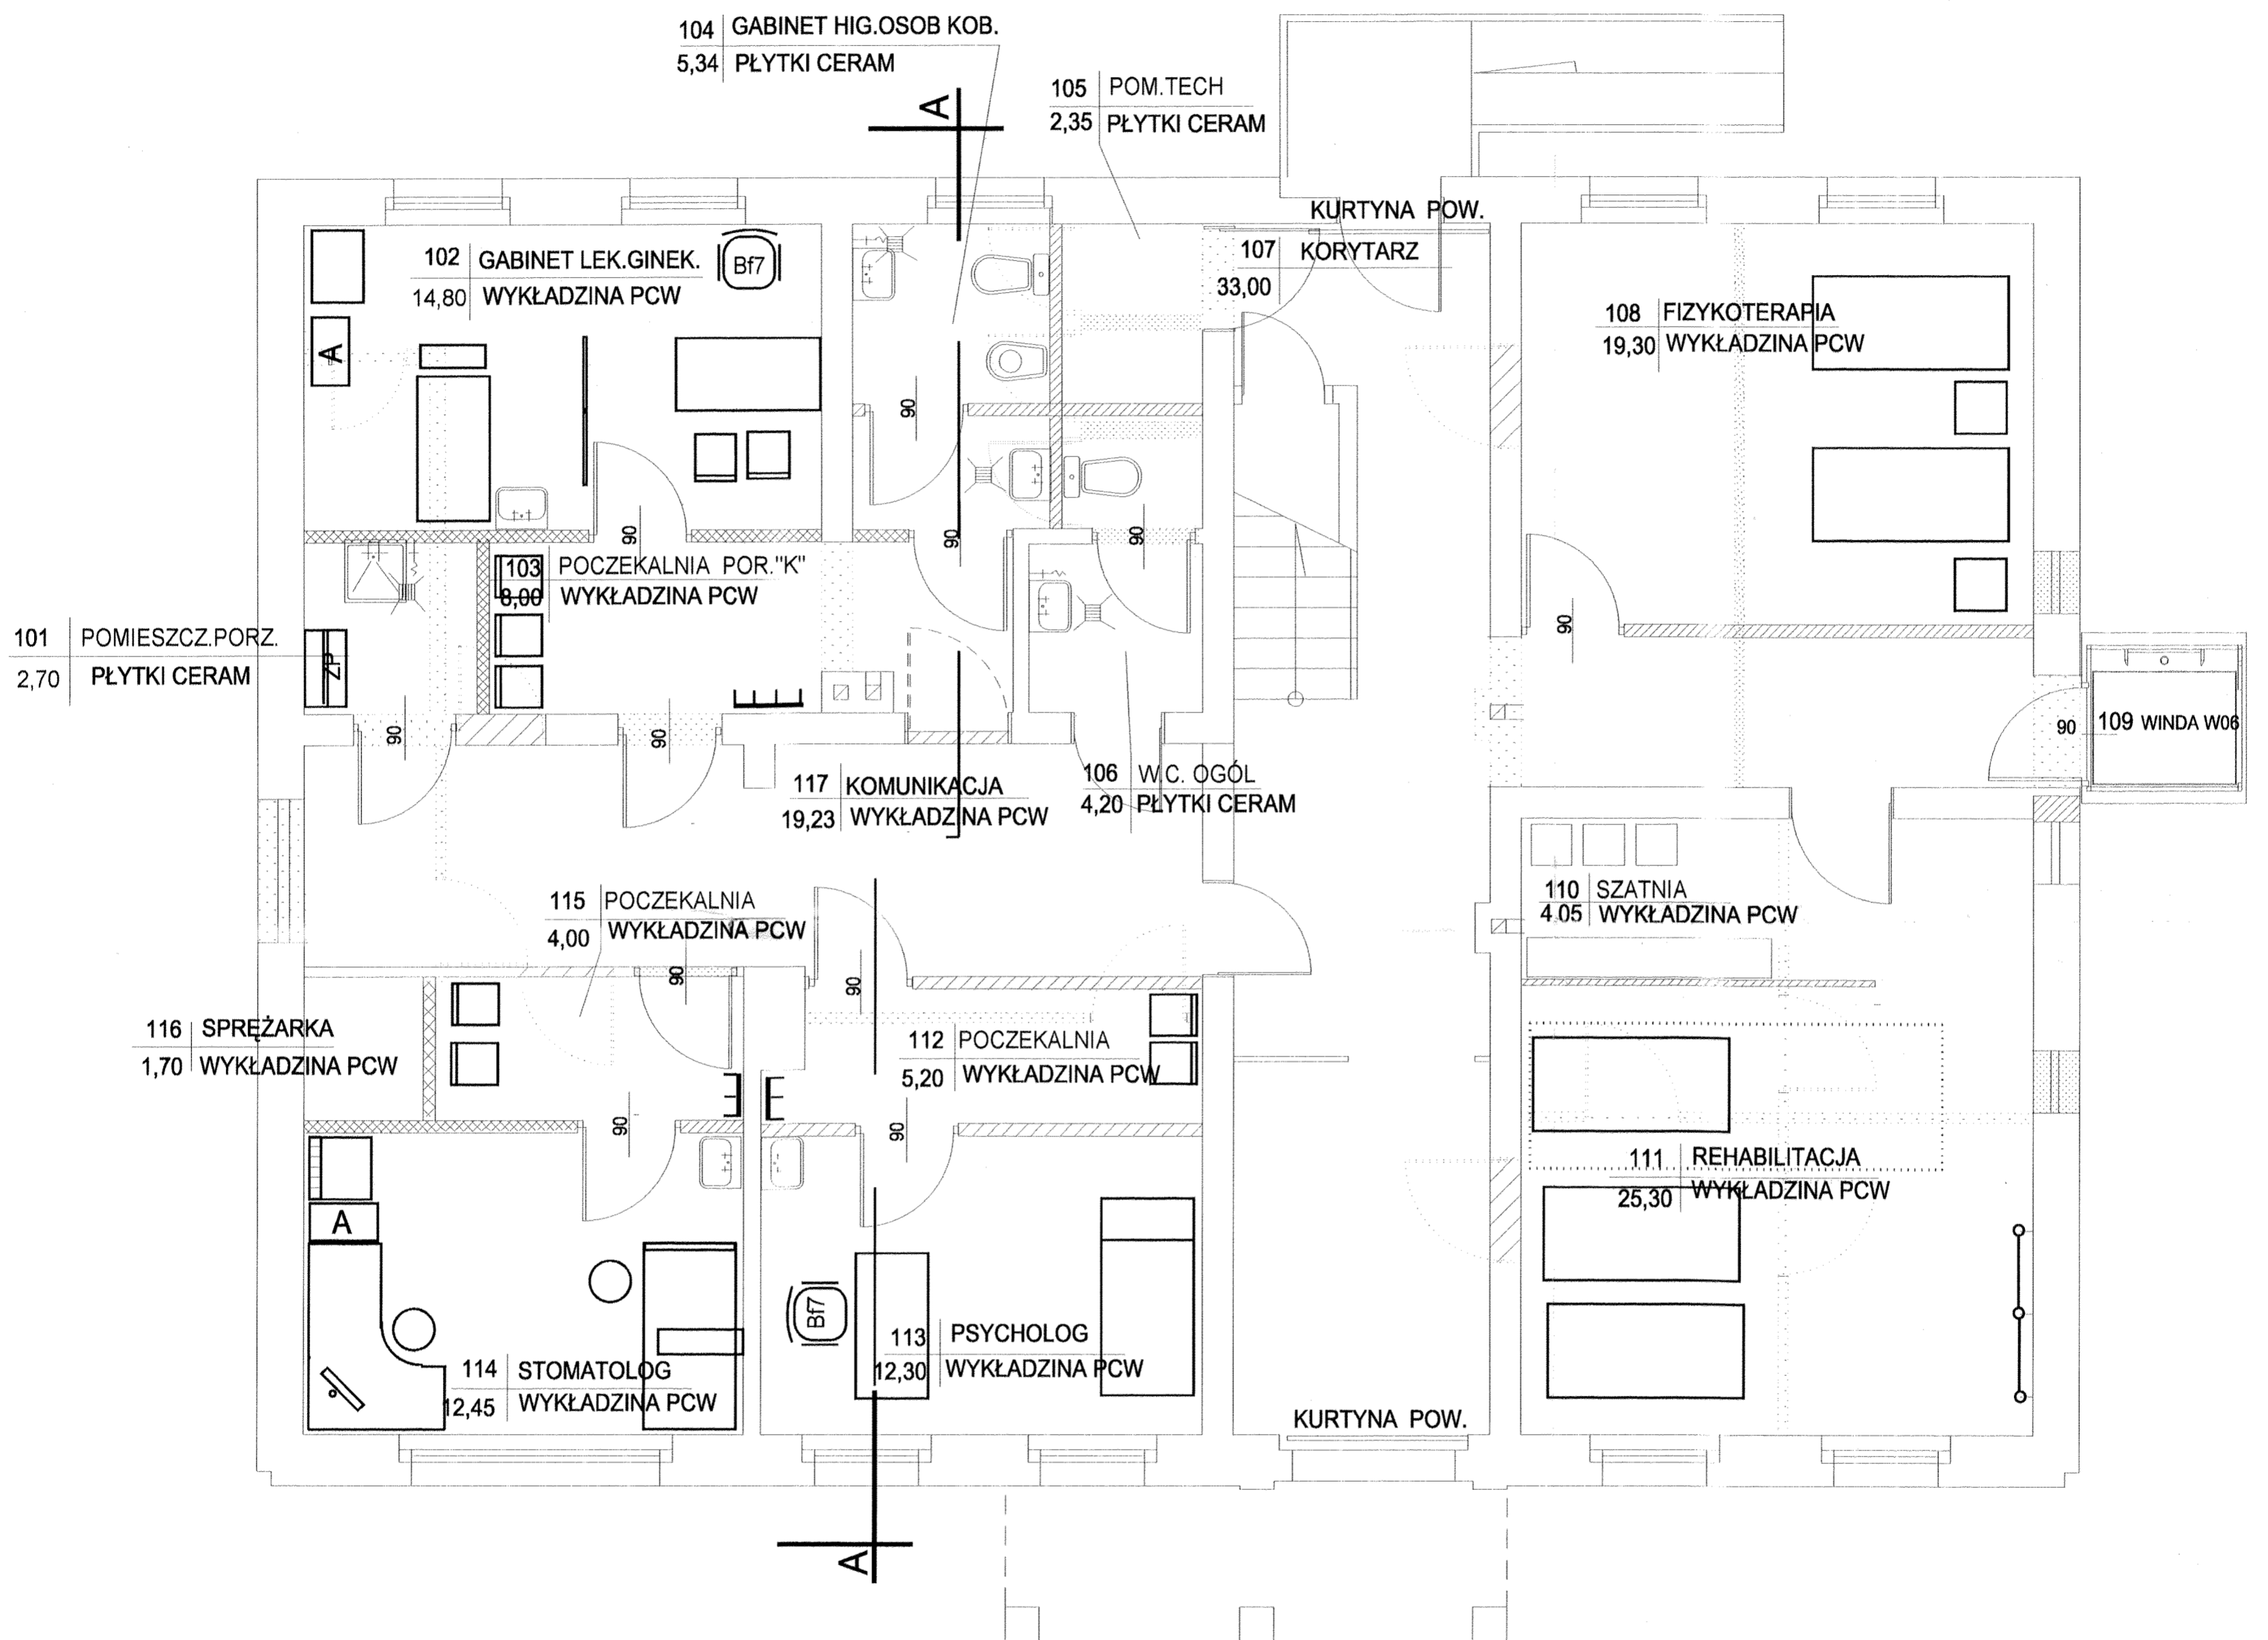 104 GABINET HIG.OSOB KOB.
5,34 PŁYTKI CERAM
A
105 POM.TECH
2,35 PŁYTKI CERAM
KURTYNA POW.
107 KORYTARZ
33,00
102 GABINET LEK.GINEK.
14,80 WYKŁADZINA PCW
Bf7
A
108 FIZYKOTERAPIA
19,30 WYKŁADZINA PCW
90
90
90
90
103 POCZEKALNIA POR."K"
8,00 WYKŁADZINA PCW
90
101 POMIESZCZ.PORZ.
2,70 PŁYTKI CERAM
ZP
90
90
109 WINDA W06
90
117 KOMUNIKACJA
19,23 WYKŁADZINA PCW
106 W.C. OGÓL
4,20 PŁYTKI CERAM
115 POCZEKALNIA
4,00 WYKŁADZINA PCW
110 SZATNIA
4,05 WYKŁADZINA PCW
90
90
116 SPRĘŻARKA
1,70 WYKŁADZINA PCW
112 POCZEKALNIA
5,20 WYKŁADZINA PCW
90
90
111 REHABILITACJA
25,30 WYKŁADZINA PCW
A
Bf7
113 PSYCHOLOG
12,30 WYKŁADZINA PCW
114 STOMATOLOG
12,45 WYKŁADZINA PCW
KURTYNA POW.
A